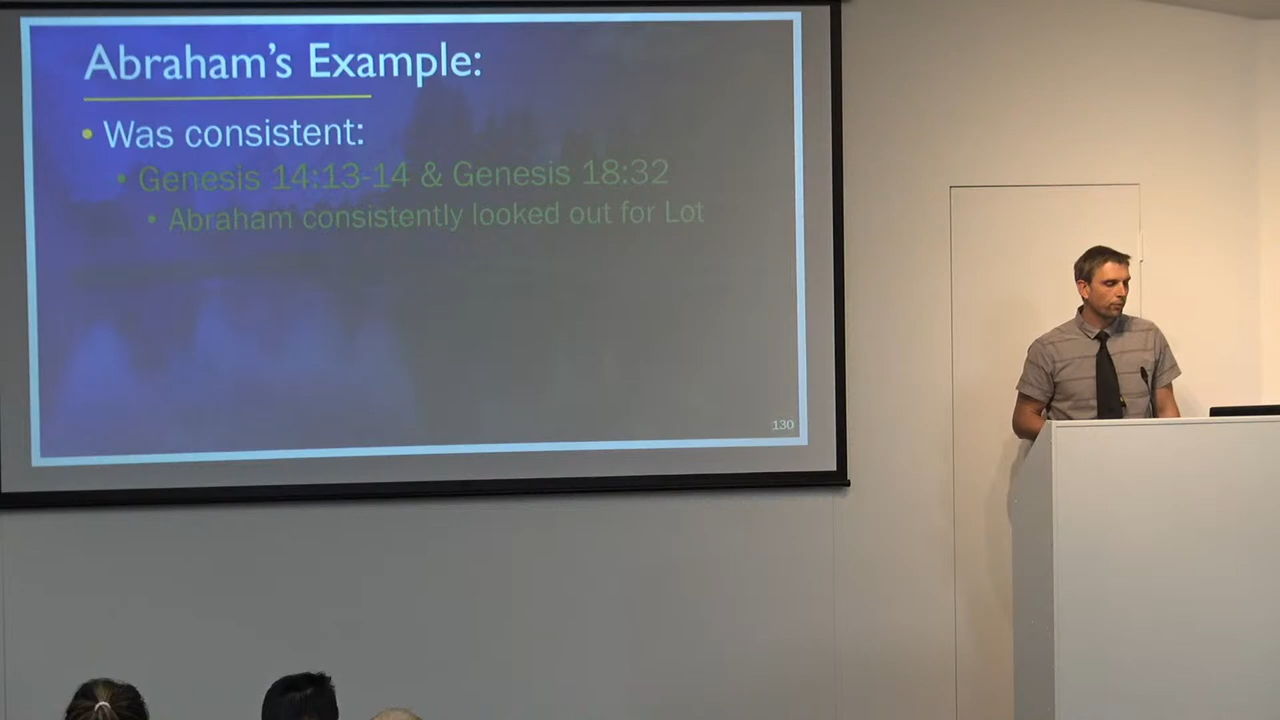 Abraham's Example:
• Was consistent:
• Genesis 14:13-14 & Genesis 18:32
• Abraham consistently looked out for Lot
130